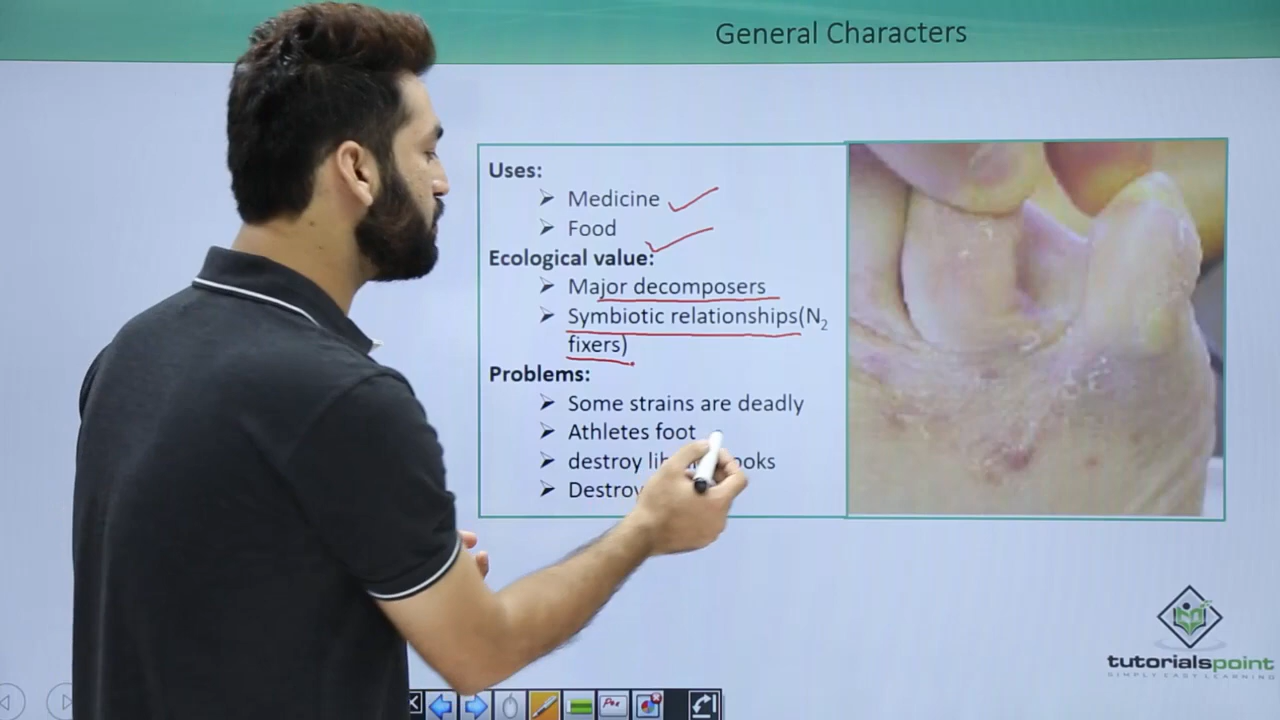 General Characters
Uses:
Medicine
Food
Ecological value:
Major decomposers
Symbiotic relationships(N₂
fixers)
Problems:
Some strains are deadly
Athletes foot
destroy
Destroy
tutorialspoint
SIMPLY EASY LEARNING